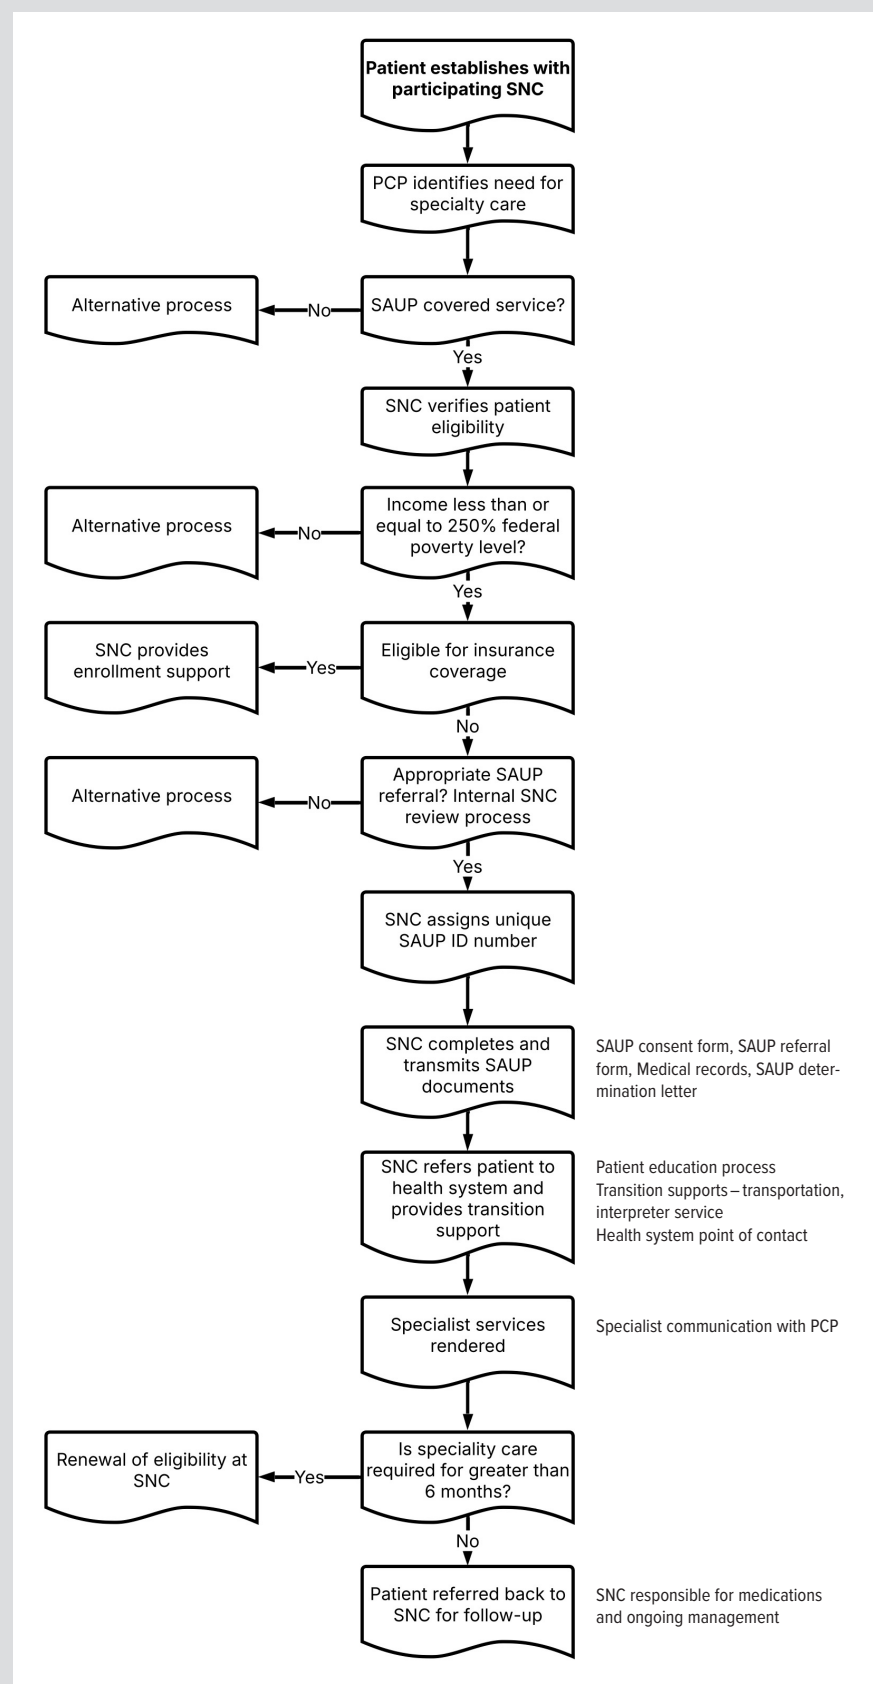 Patient establishes with
participating SNC
PCP identifies need for
specialty care
SAUP covered service?
No
Alternative process
Yes
SNC verifies patient
eligibility
Income less than or
equal to 250% federal
poverty level?
No
Alternative process
Yes
Eligible for insurance
coverage
Yes
SNC provides
enrollment support
No
Appropriate SAUP
referral? Internal SNC
review process
No
Alternative process
Yes
SNC assigns unique
SAUP ID number
SNC completes and
transmits SAUP
documents
SAUP consent form, SAUP referral
form, Medical records, SAUP deter-
mination letter
SNC refers patient to
health system and
provides transition
support
Patient education process
Transition supports – transportation,
interpreter service
Health system point of contact
Specialist services
rendered
Specialist communication with PCP
Is speciality care
required for greater than
6 months?
Yes
Renewal of eligibility at
SNC
No
Patient referred back to
SNC for follow-up
SNC responsible for medications
and ongoing management